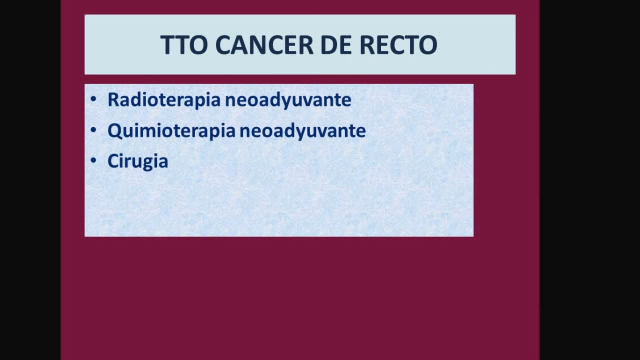 TTO CANCER DE RECTO
• Radioterapia neoadyuvante
• Quimioterapia neoadyuvante
• Cirugia